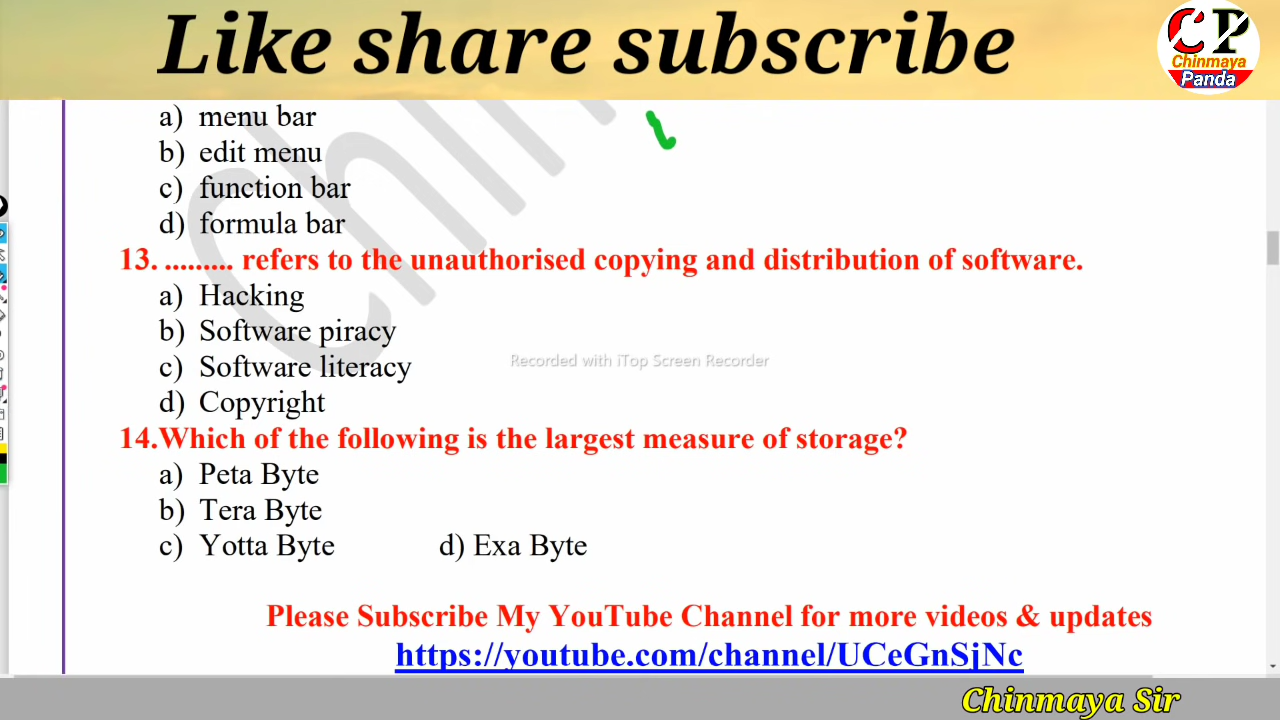 Like share subscribe
CP
Chinmaya
Panda
a) menu bar
b) edit menu
c) function bar
d) formula bar
13. ......... refers to the unauthorised copying and distribution of software.
a) Hacking
b) Software piracy
c) Software literacy
d) Copyright
Recorded with iTop Screen Recorder
14.Which of the following is the largest measure of storage?
a) Peta Byte
b) Tera Byte
c) Yotta Byte d) Exa Byte
Please Subscribe My YouTube Channel for more videos & updates
https://youtube.com/channel/UCeGnSjNc
Chinmaya Sir